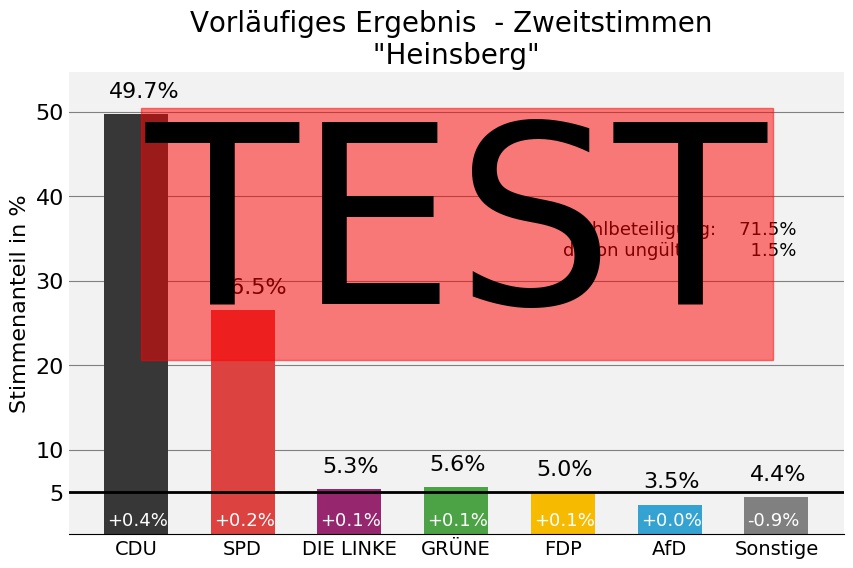 Vorläufiges Ergebnis - Zweitstimmen
"Heinsberg"
Stimmenanteil in %
50
40
30
20
10
5
49.7%
5.3%
5.6%
5.0%
3.5%
4.4%
TEST
71.5%
1.5%
+0.4%
+0.2%
+0.1%
+0.1%
+0.1%
+0.0%
-0.9%
CDU
SPD
DIE LINKE
GRÜNE
FDP
AfD
Sonstige